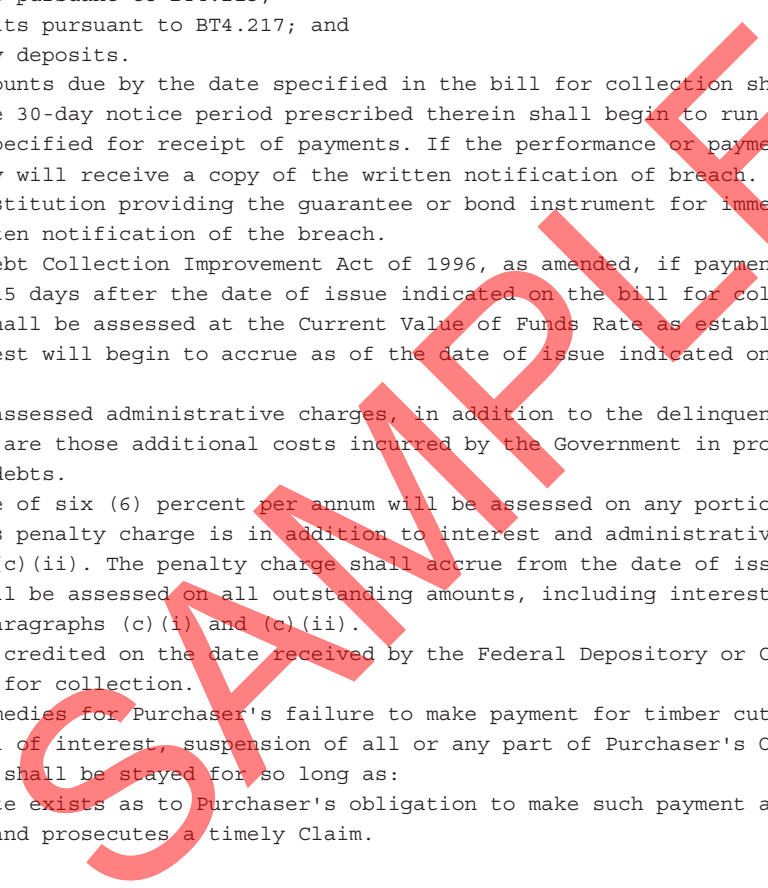 its pursuant to BT4.217; and
deposits.
ounts due by the date specified in the bill for collection sh
30-day notice period prescribed therein shall begin to run
ecified for receipt of payments. If the performance or payme
will receive a copy of the written notification of breach.
stitution providing the guarantee or bond instrument for imme
ten notification of the breach.
ebt Collection Improvement Act of 1996, as amended, if paymen
5 days after the date of issue indicated on the bill for col
hall be assessed at the Current Value of Funds Rate as establ
est will begin to accrue as of the date of issue indicated on
assessed administrative charges, in addition to the delinquen
are those additional costs incurred by the Government in pro
debts.
e of six (6) percent per annum will be assessed on any portio
s penalty charge is in addition to interest and administrativ
(c)(ii). The penalty charge shall accrue from the date of iss
ll be assessed on all outstanding amounts, including interest
aragraphs (c)(i) and (c)(ii).
credited on the date received by the Federal Depository or C
for collection.
medies for Purchaser's failure to make payment for timber cut
of interest, suspension of all or any part of Purchaser's O
shall be stayed for so long as:
te exists as to Purchaser's obligation to make such payment a
and prosecutes a timely Claim.
SAMPLE